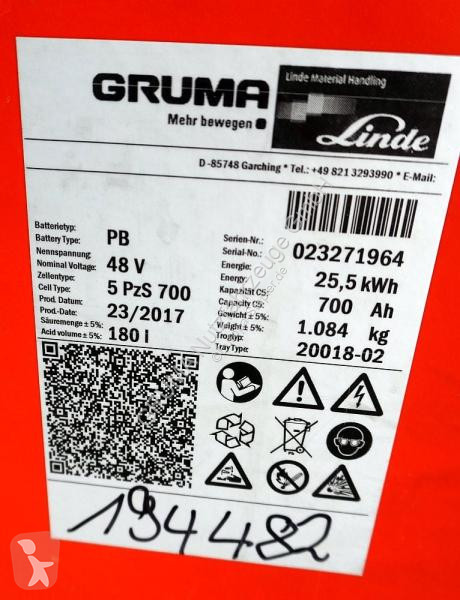 GRUMA
Mehr bewegen
Linde Material Handling
Linde
D -85748 Garching * Tel.: +49 821 3293990 * E-Mail:
Batterietyp:
Battery Type: PB
Nennspannung:
Nominal Voltage: 48 V
Zellentype:
Cell Type: 5 PzS 700
Prod. Datum:
Prod.-Date: 23/2017
Säuremenge ± 5%:
Acid volume ± 5%: 180 l
Serien-Nr.:
Serial-No.: 023271964
Energie:
Energy: 25,5 kWh
Kapazität C5:
Capacity C5: 700 Ah
Gewicht ± 5%:
Weight ± 5%: 1.084 kg
Trogtyp:
Tray Type: 20018-02
Pb
194482